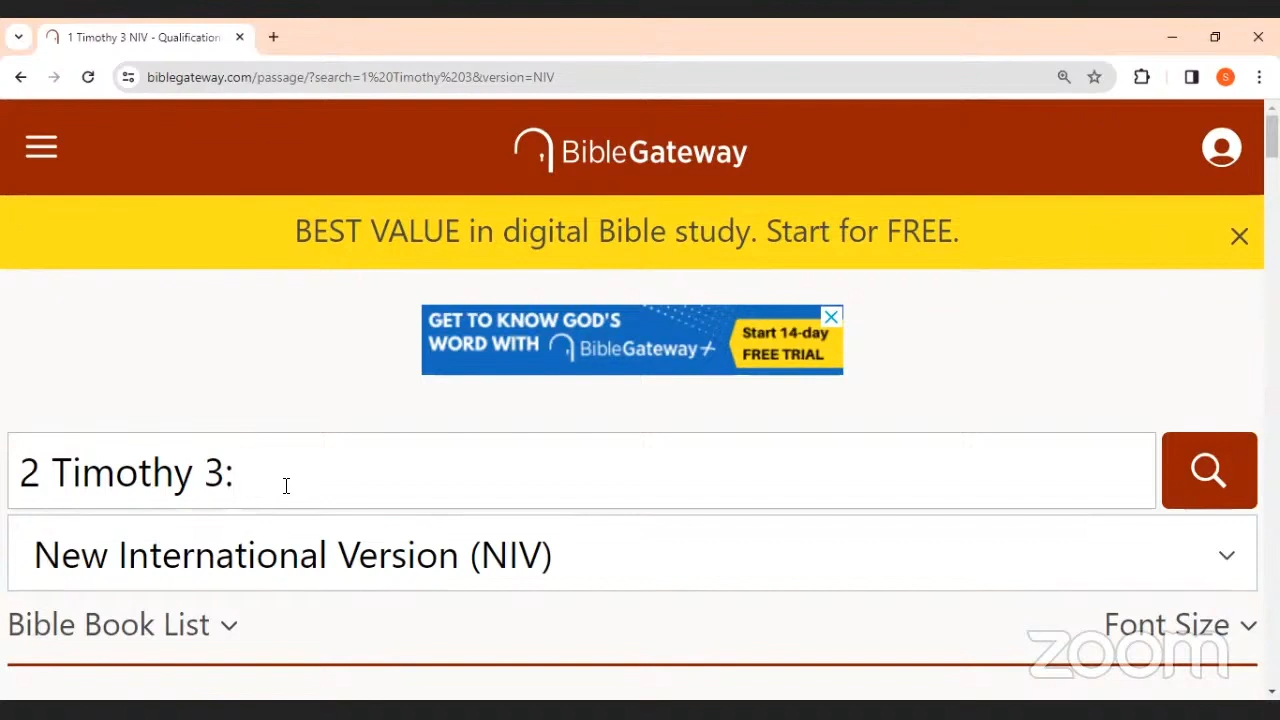 1 Timothy 3 NIV - Qualification
biblegateway.com/passage/?search=1%20Timothy%203&version=NIV
S
BibleGateway
BEST VALUE in digital Bible study. Start for FREE.
GET TO KNOW GOD'S
WORD WITH BibleGateway+
Start 14-day
FREE TRIAL
2 Timothy 3:
New International Version (NIV)
Bible Book List
Font Size
zoom